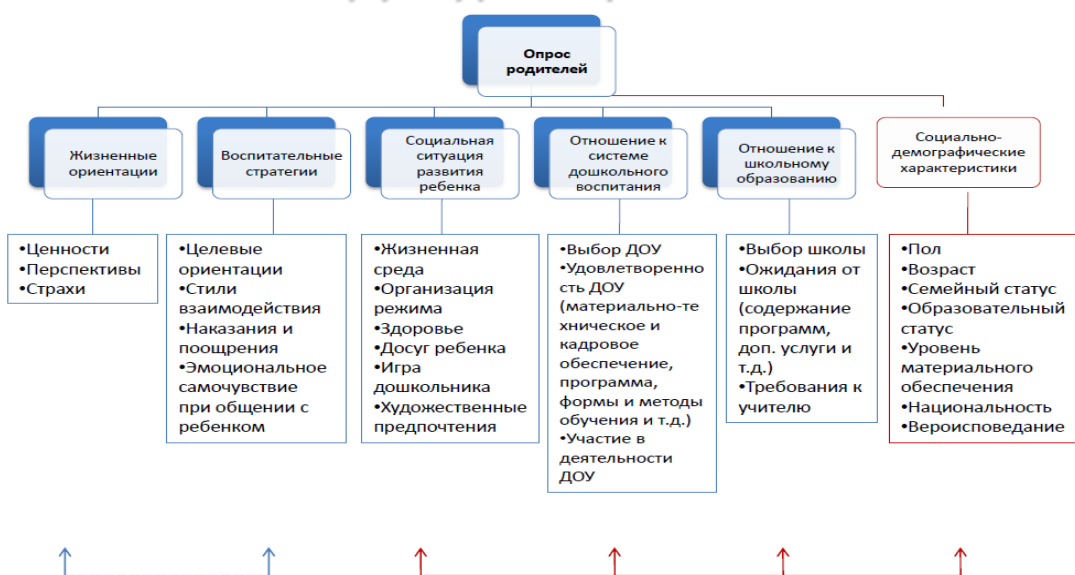 Опрос
родителей
Жизненные
ориентации
Воспитательные
стратегии
Социальная
ситуация
развития
ребенка
Отношение к
системе
дошкольного
воспитания
Отношение к
школьному
образованию
Социально-
демографические
характеристики
•Ценности
•Перспективы
•Страхи
•Целевые
ориентации
•Стили
взаимодействия
•Наказания и
поощрения
•Эмоциональное
самочувствие
при общении с
ребенком
•Жизненная
среда
•Организация
режима
•Здоровье
•Досуг ребенка
•Игра
дошкольника
•Художественные
предпочтения
•Выбор ДОУ
•Удовлетворенно
сть ДОУ
(материально-те
хническое и
кадровое
обеспечение,
программа,
формы и методы
обучения и т.д.)
•Участие в
деятельности
ДОУ
•Выбор школы
•Ожидания от
школы
(содержание
программ,
доп. услуги и
т.д.)
•Требования к
учителю
•Пол
•Возраст
•Семейный статус
•Образовательный
статус
•Уровень
материального
обеспечения
•Национальность
•Вероисповедание